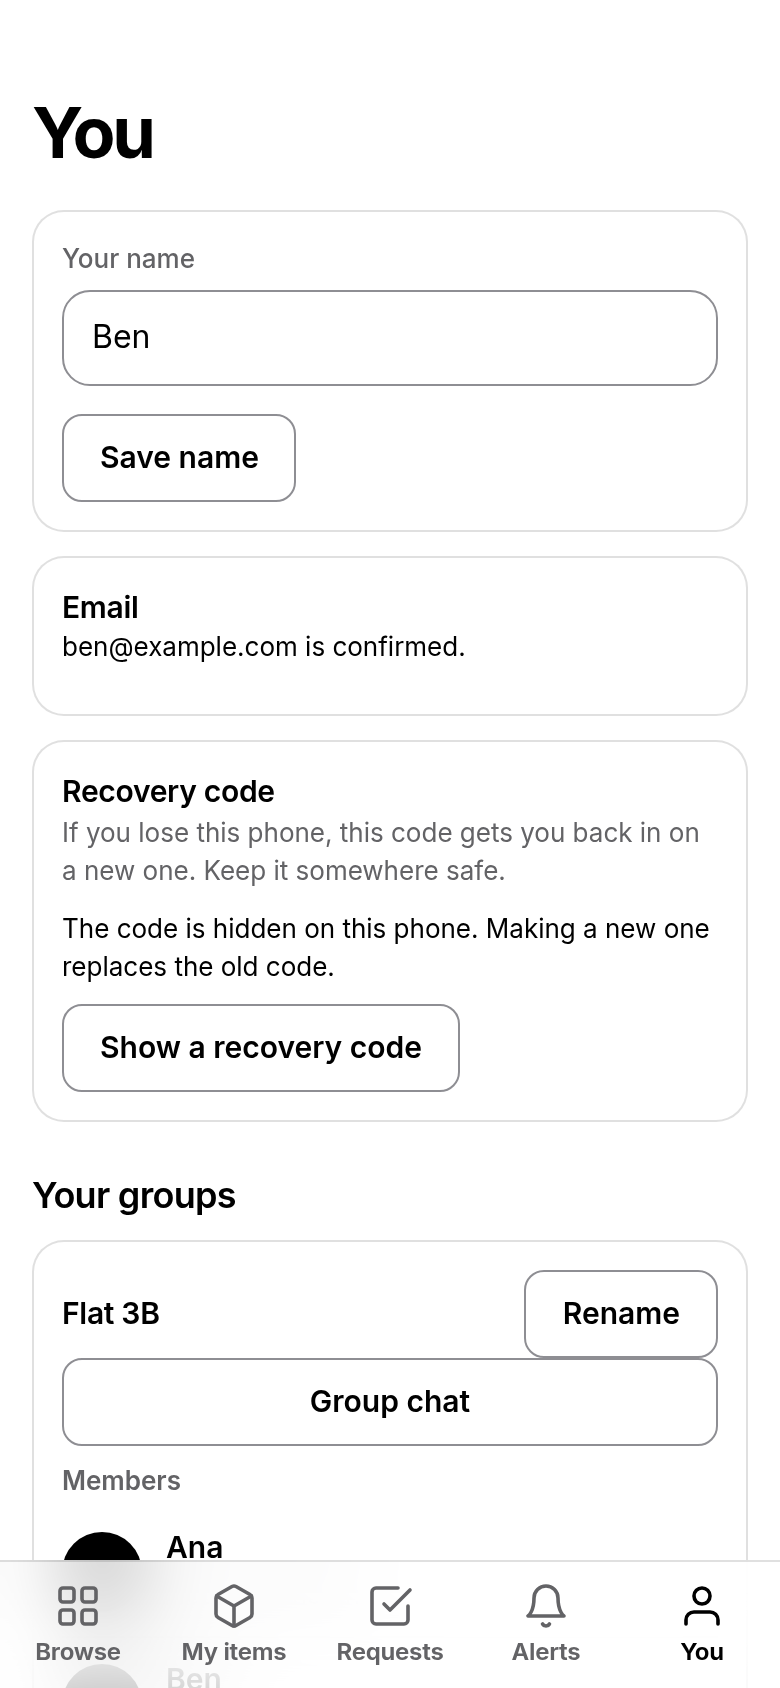 You
Your name
Ben
Save name
Email
ben@example.com is confirmed.
Recovery code
If you lose this phone, this code gets you back in on
a new one. Keep it somewhere safe.
The code is hidden on this phone. Making a new one
replaces the old code.
Show a recovery code
Your groups
Flat 3B
Rename
Group chat
Members
Ana
Browse
My items
Requests
Alerts
You
Ben